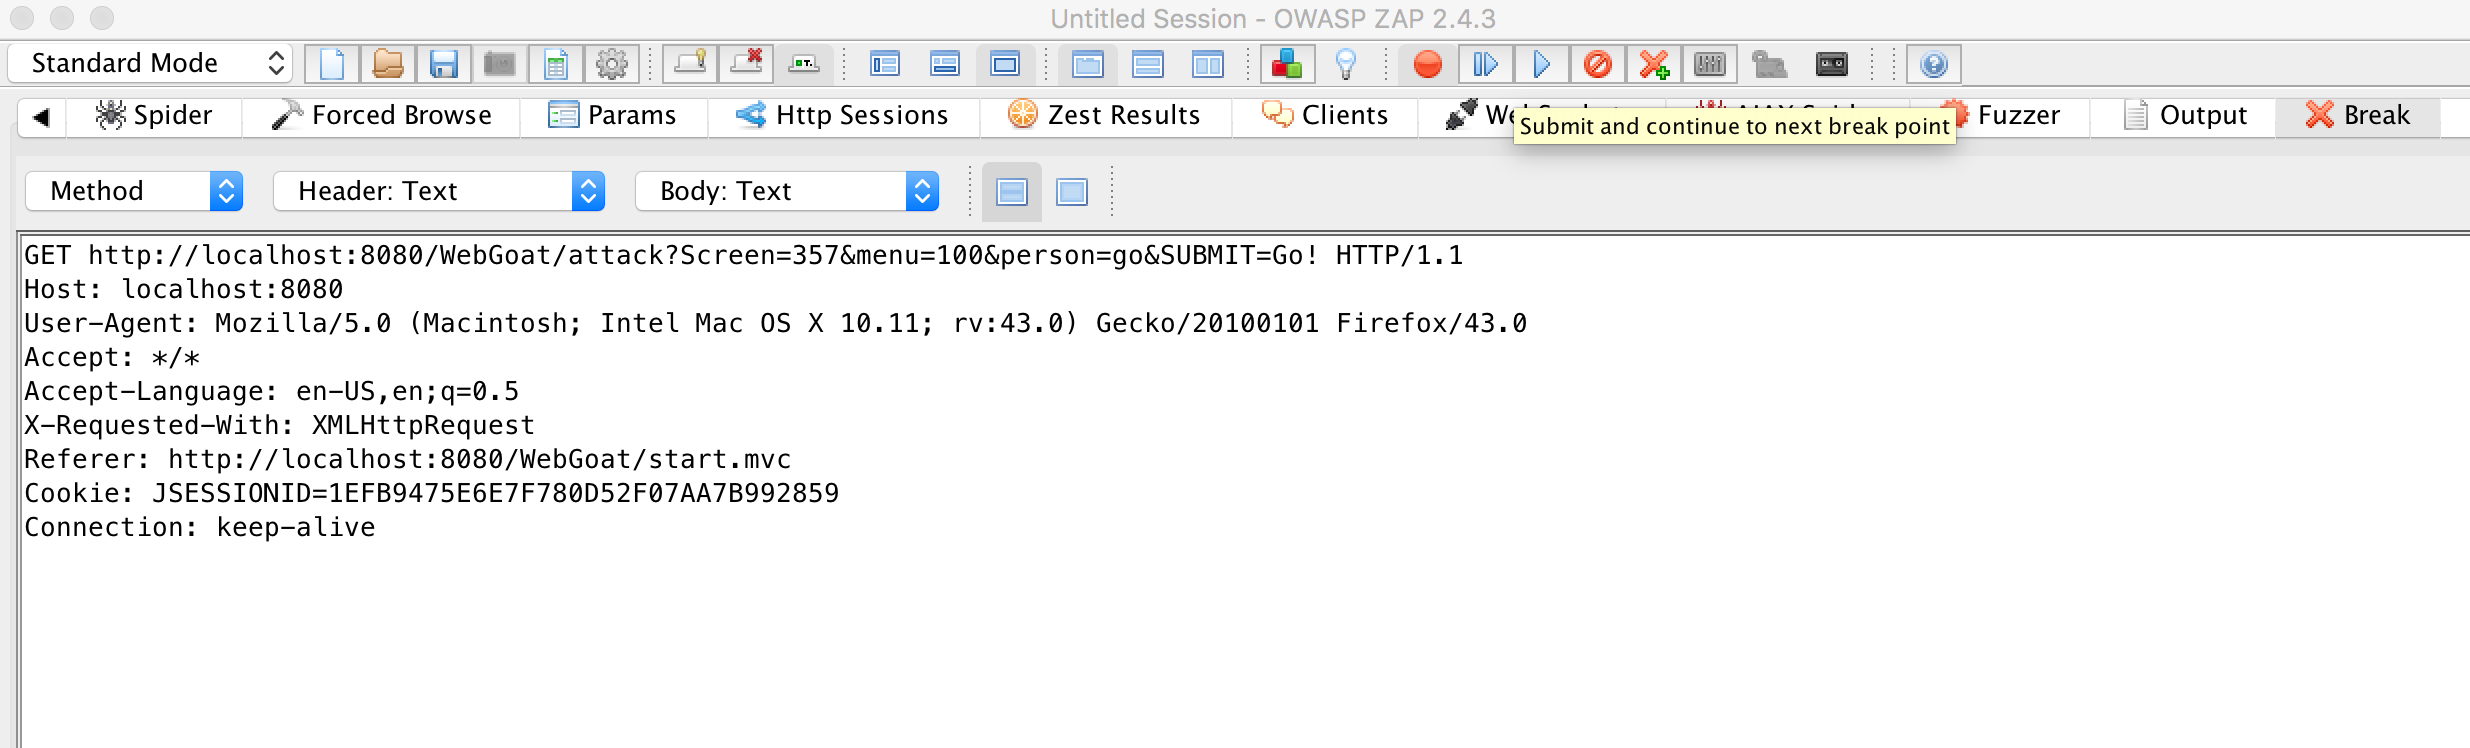 Untitled Session - OWASP ZAP 2.4.3
Standard Mode
Spider
Forced Browse
Params
Http Sessions
Zest Results
Clients
Fuzzer
Output
Break
Submit and continue to next break point
Method
Header: Text
Body: Text
GET http://localhost:8080/WebGoat/attack?Screen=357&menu=100&person=go&SUBMIT=Go! HTTP/1.1
Host: localhost:8080
User-Agent: Mozilla/5.0 (Macintosh; Intel Mac OS X 10.11; rv:43.0) Gecko/20100101 Firefox/43.0
Accept: */*
Accept-Language: en-US,en;q=0.5
X-Requested-With: XMLHttpRequest
Referer: http://localhost:8080/WebGoat/start.mvc
Cookie: JSESSIONID=1EFB9475E6E7F780D52F07AA7B992859
Connection: keep-alive